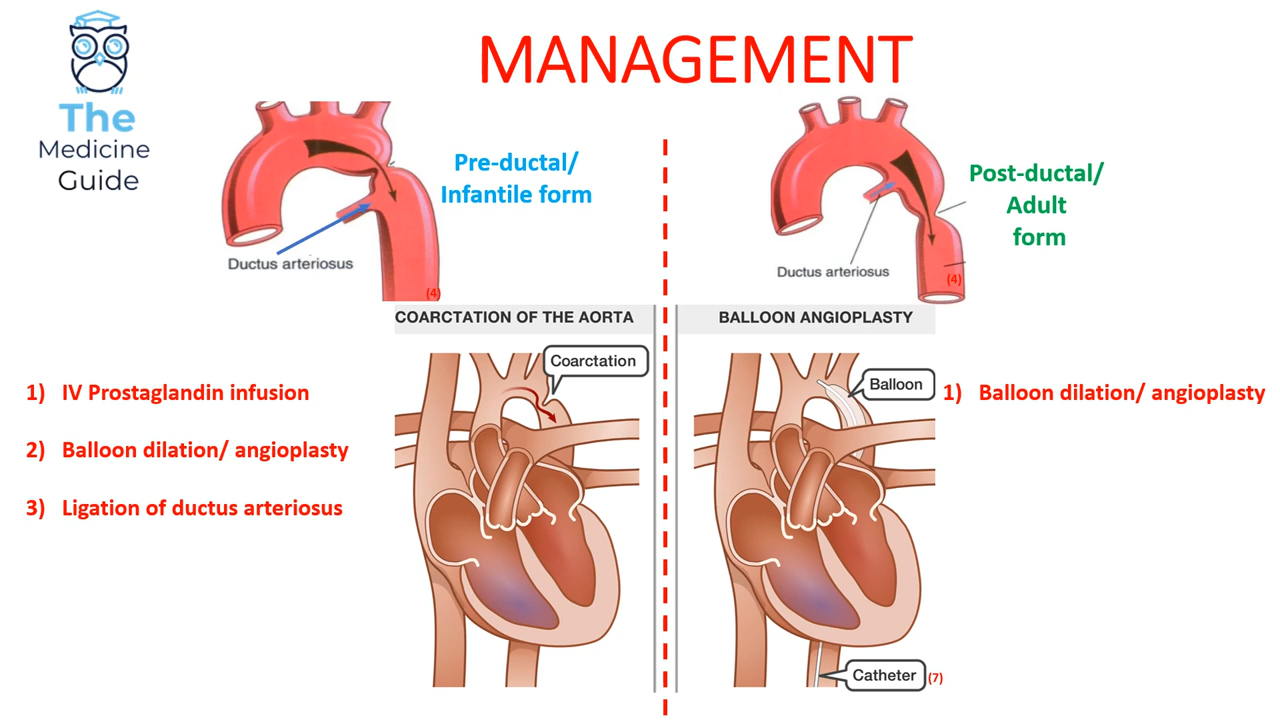 The
Medicine
Guide
MANAGEMENT
Pre-ductal/
Infantile form
Ductus arteriosus
(4)
Post-ductal/
Adult
form
Ductus arteriosus
(4)
COARCTATION OF THE AORTA
Coarctation
1) IV Prostaglandin infusion
2) Balloon dilation/ angioplasty
3) Ligation of ductus arteriosus
BALLOON ANGIOPLASTY
Balloon
1) Balloon dilation/ angioplasty
Catheter
(7)